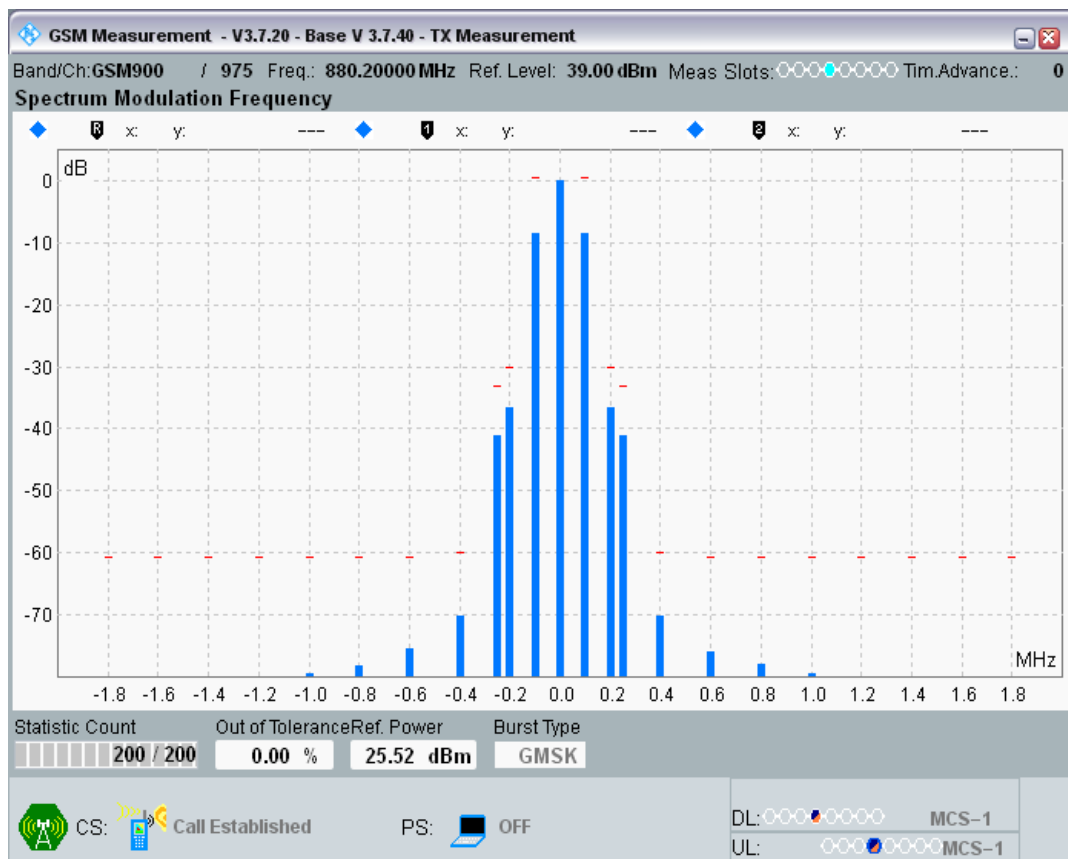 GSM Measurement - V3.7.20 - Base V 3.7.40 - TX Measurement
Band/Ch:GSM900 / 975 Freq.: 880.20000 MHz Ref. Level: 39.00 dBm Meas Slots: Tim.Advance.: 0
Spectrum Modulation Frequency
R x: y: --- 1 x: y: --- 2 x: y: ---
dB
0
-10
-20
-30
-40
-50
-60
-70
MHz
-1.8 -1.6 -1.4 -1.2 -1.0 -0.8 -0.6 -0.4 -0.2 0.0 0.2 0.4 0.6 0.8 1.0 1.2 1.4 1.6 1.8
Statistic Count Out of Tolerance Ref. Power Burst Type
200 / 200 0.00 % 25.52 dBm GMSK
CS: Call Established PS: OFF
DL: MCS-1
UL: MCS-1